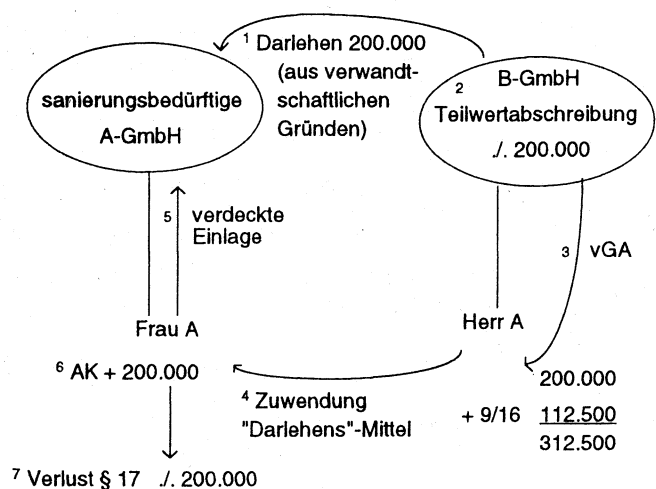 1 Darlehen 200.000
(aus verwandt-
schaftlichen
Gründen)
sanierungsbedürftige
A-GmbH
B-GmbH
2
Teilwertabschreibung
./. 200.000
5 verdeckte
Einlage
3 vGA
Frau A
Herr A
6 AK + 200.000
4 Zuwendung
"Darlehens"-Mittel
200.000
+ 9/16 112.500
312.500
7 Verlust § 17 ./. 200.000